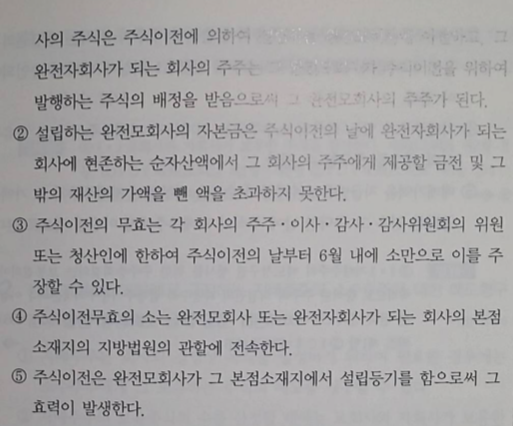 사의 주식은 주식이전에 의하여 그
완전자회사가 되는 회사의 주주는 그 주식이전을 위하여
발행하는 주식의 배정을 받음으로써 그 완전모회사의 주주가 된다.
② 설립하는 완전모회사의 자본금은 주식이전의 날에 완전자회사가 되는
회사에 현존하는 순자산액에서 그 회사의 주주에게 제공할 금전 및 그
밖의 재산의 가액을 뺀 액을 초과하지 못한다.
③ 주식이전의 무효는 각 회사의 주주·이사·감사·감사위원회의 위원
또는 청산인에 한하여 주식이전의 날부터 6월 내에 소만으로 이를 주
장할 수 있다.
④ 주식이전무효의 소는 완전모회사 또는 완전자회사가 되는 회사의 본점
소재지의 지방법원의 관할에 전속한다.
⑤ 주식이전은 완전모회사가 그 본점소재지에서 설립등기를 함으로써 그
효력이 발생한다.